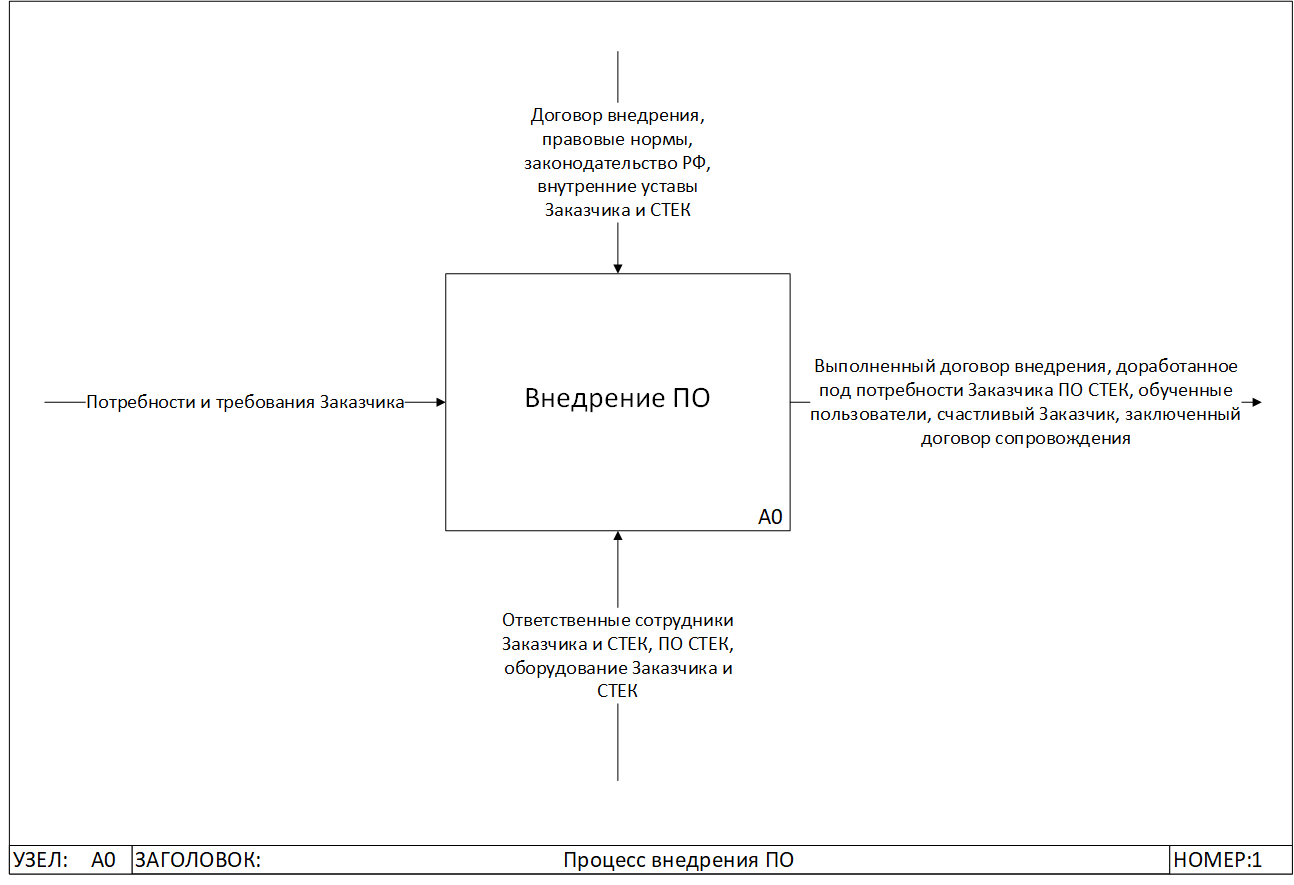 Договор внедрения,
правовые нормы,
законодательство РФ,
внутренние уставы
Заказчика и СТЕК
Потребности и требования Заказчика
Внедрение ПО
A0
Выполненный договор внедрения, доработанное
под потребности Заказчика ПО СТЕК, обученные
пользователи, счастливый Заказчик, заключенный
договор сопровождения
Ответственные сотрудники
Заказчика и СТЕК, ПО СТЕК,
оборудование Заказчика и
СТЕК
УЗЕЛ: A0 ЗАГОЛОВОК: Процесс внедрения ПО НОМЕР:1